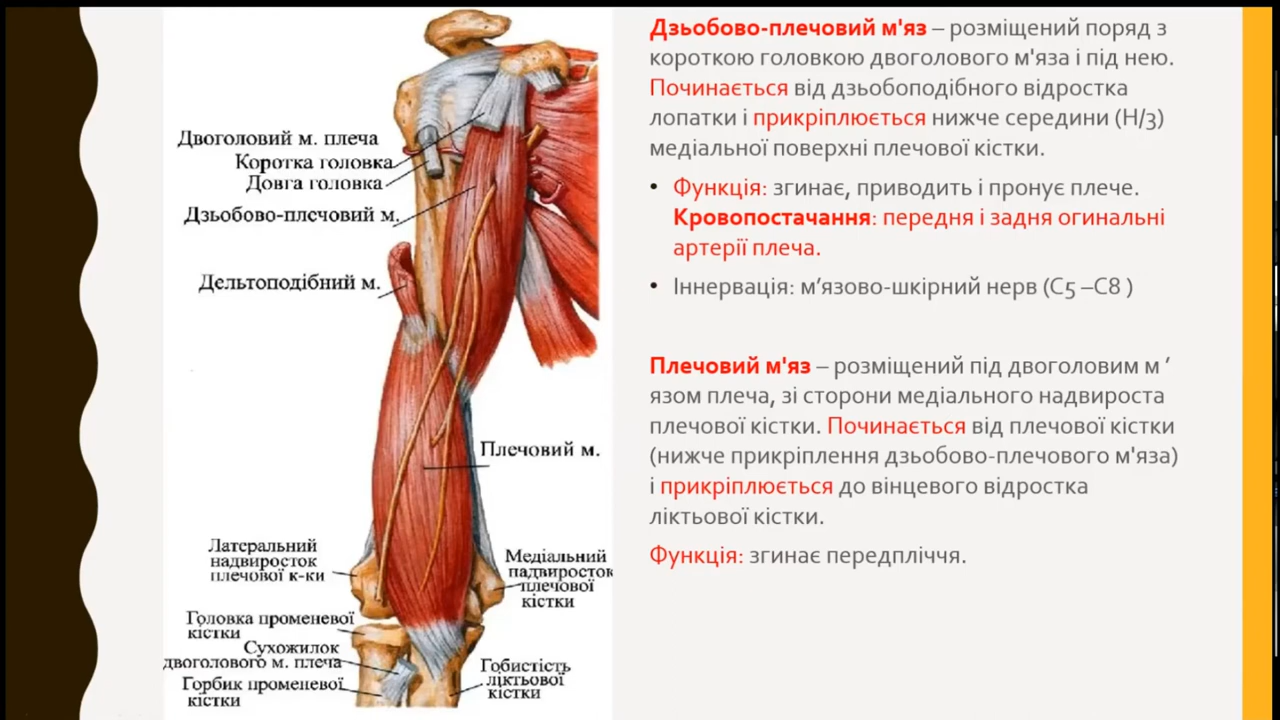 Двоголовий м. плеча
Коротка головка
Довга головка
Дзьобово-плечовий м.
Дельтоподібний м.
Плечовий м.
Латеральний
надвиросток
плечової к-ки
Медіальний
надвиросток
плечової
кістки
Головка променевої
кістки
Сухожилок
двоголового м. плеча
Горбик променевої
кістки
Гобистість
ліктьової
кістки
Дзьобово-плечовий м'яз – розміщений поряд з
короткою головкою двоголового м'яза і під нею.
Починається від дзьобоподібного відростка
лопатки і прикріплюється нижче середини (Н/3)
медіальної поверхні плечової кістки.
• Функція: згинає, приводить і пронує плече.
Кровопостачання: передня і задня огинальні
артерії плеча.
• Іннервація: м’язово-шкірний нерв (С5 –С8 )
Плечовий м'яз – розміщений під двоголовим м ’
язом плеча, зі сторони медіального надвироста
плечової кістки. Починається від плечової кістки
(нижче прикріплення дзьобово-плечового м'яза)
і прикріплюється до вінцевого відростка
ліктьової кістки.
Функція: згинає передпліччя.